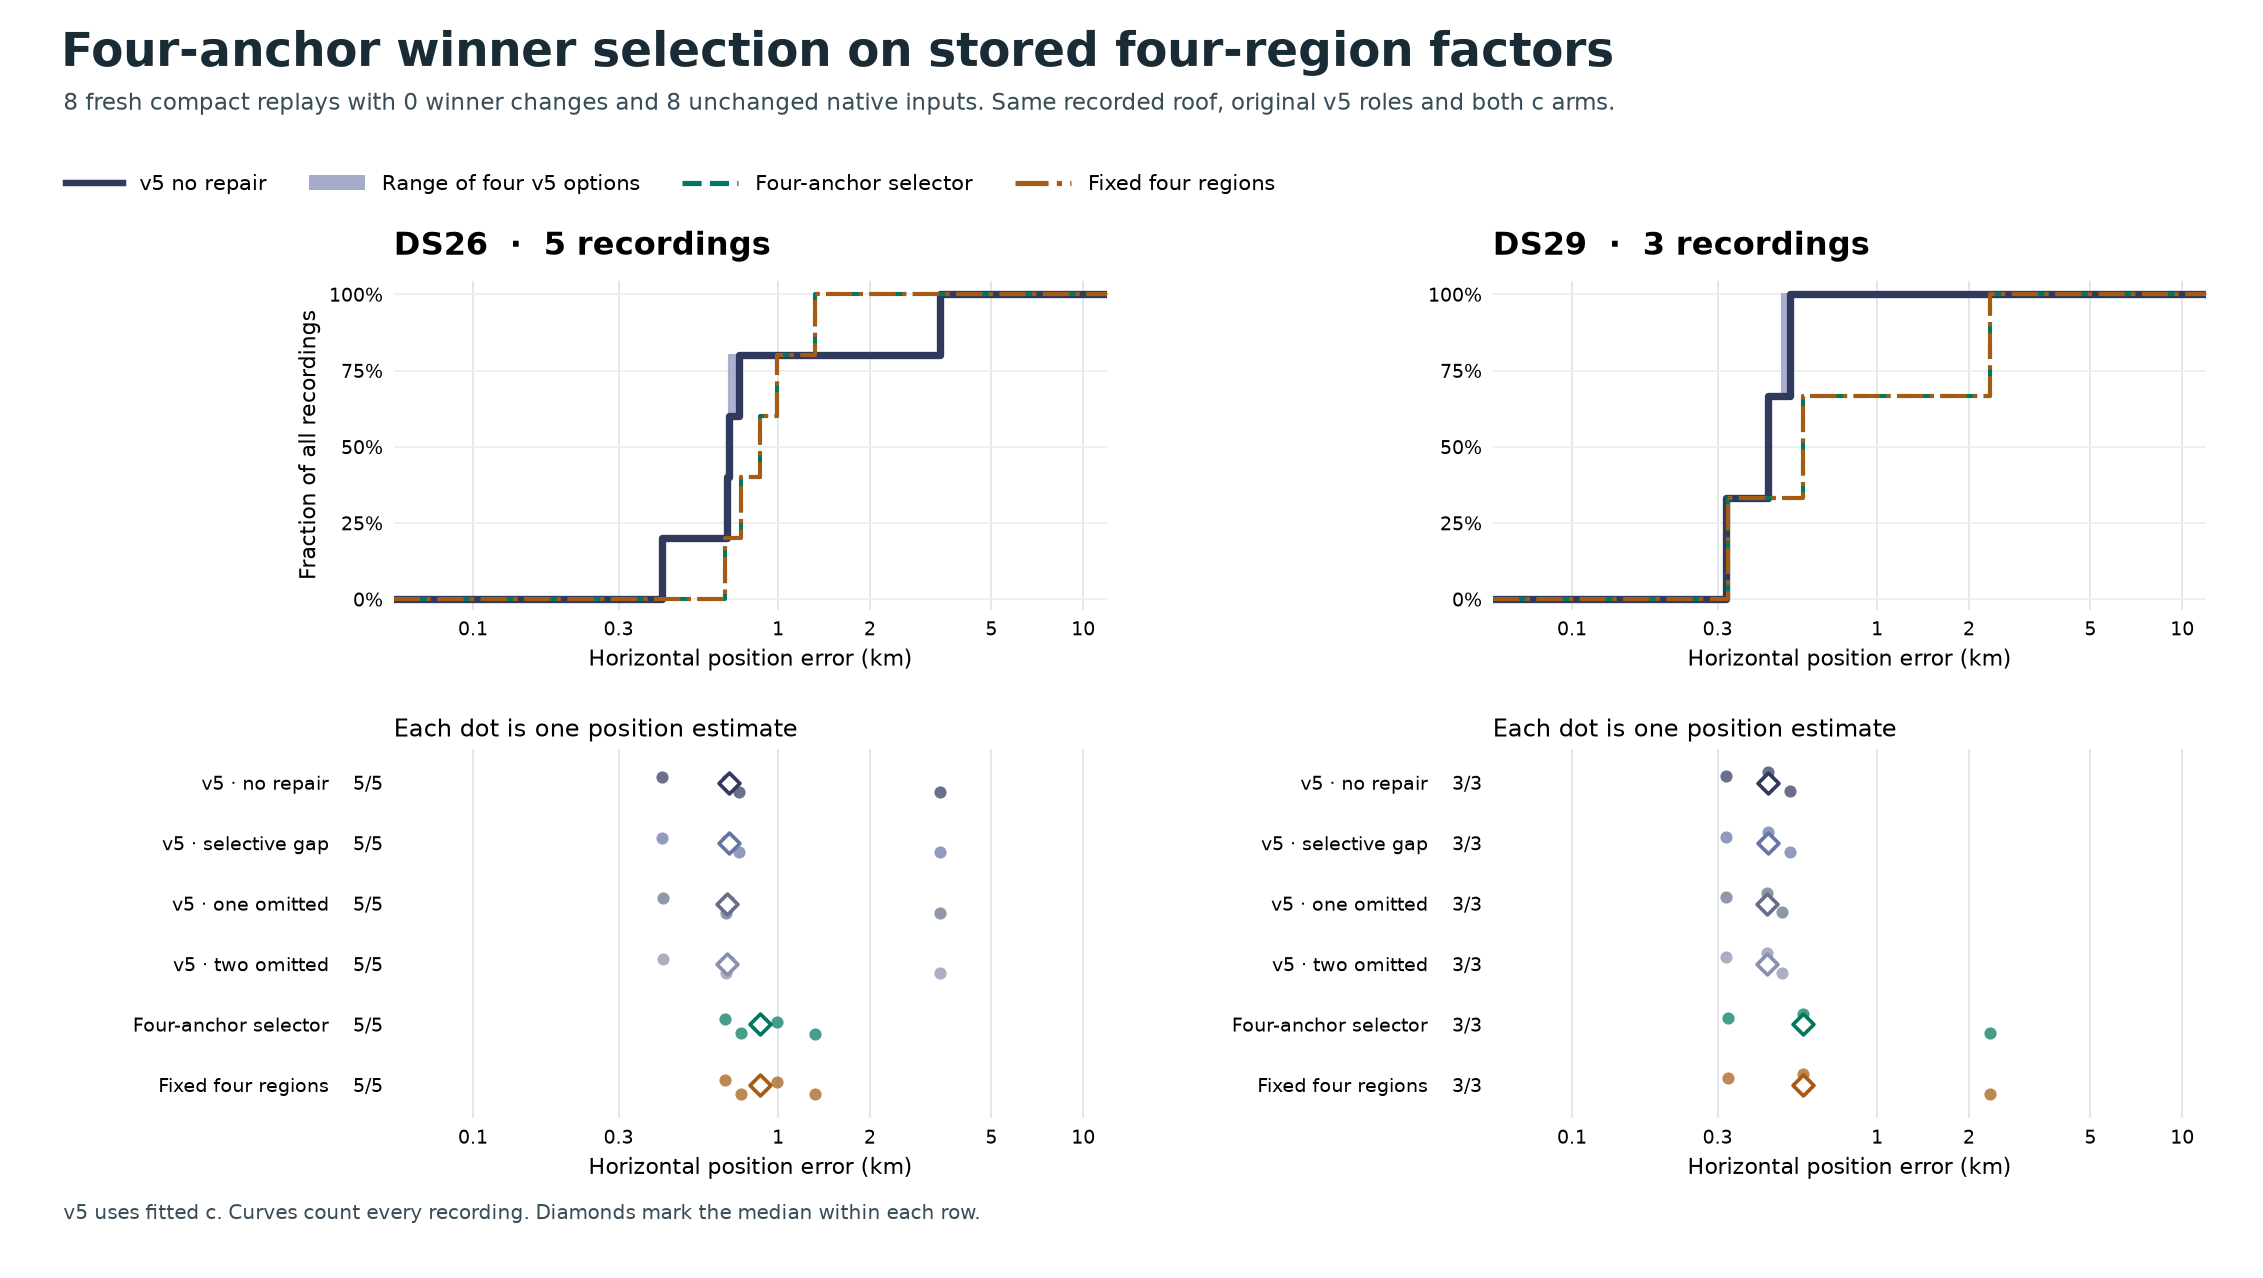 Four-anchor winner selection on stored four-region factors
8 fresh compact replays with 0 winner changes and 8 unchanged native inputs. Same recorded roof, original v5 roles and both c arms.
v5 no repair
Range of four v5 options
Four-anchor selector
Fixed four regions
DS26 · 5 recordings
Fraction of all recordings
100%
75%
50%
25%
0%
0.1 0.3 1 2 5 10
Horizontal position error (km)
DS29 · 3 recordings
100%
75%
50%
25%
0%
0.1 0.3 1 2 5 10
Horizontal position error (km)
Each dot is one position estimate
v5 · no repair 5/5
v5 · selective gap 5/5
v5 · one omitted 5/5
v5 · two omitted 5/5
Four-anchor selector 5/5
Fixed four regions 5/5
0.1 0.3 1 2 5 10
Horizontal position error (km)
Each dot is one position estimate
v5 · no repair 3/3
v5 · selective gap 3/3
v5 · one omitted 3/3
v5 · two omitted 3/3
Four-anchor selector 3/3
Fixed four regions 3/3
0.1 0.3 1 2 5 10
Horizontal position error (km)
v5 uses fitted c. Curves count every recording. Diamonds mark the median within each row.